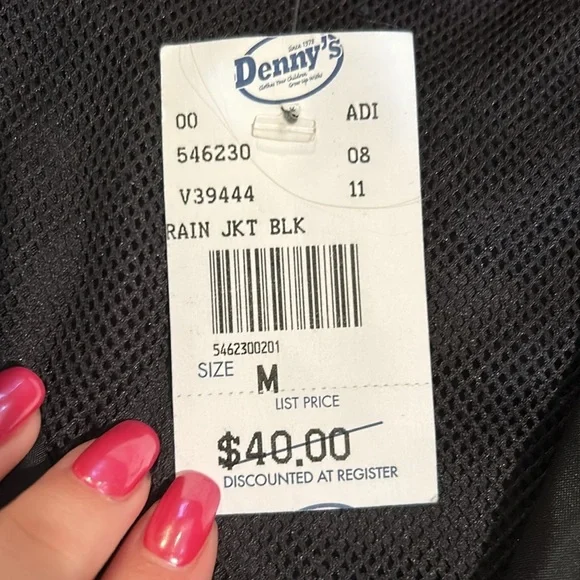 Since 1979
Denny's
Clothes Your Children
Grow Up With!
00 ADI
546230 08
V39444 11
RAIN JKT BLK
5462300201
SIZE M
LIST PRICE
$40.00
DISCOUNTED AT REGISTER